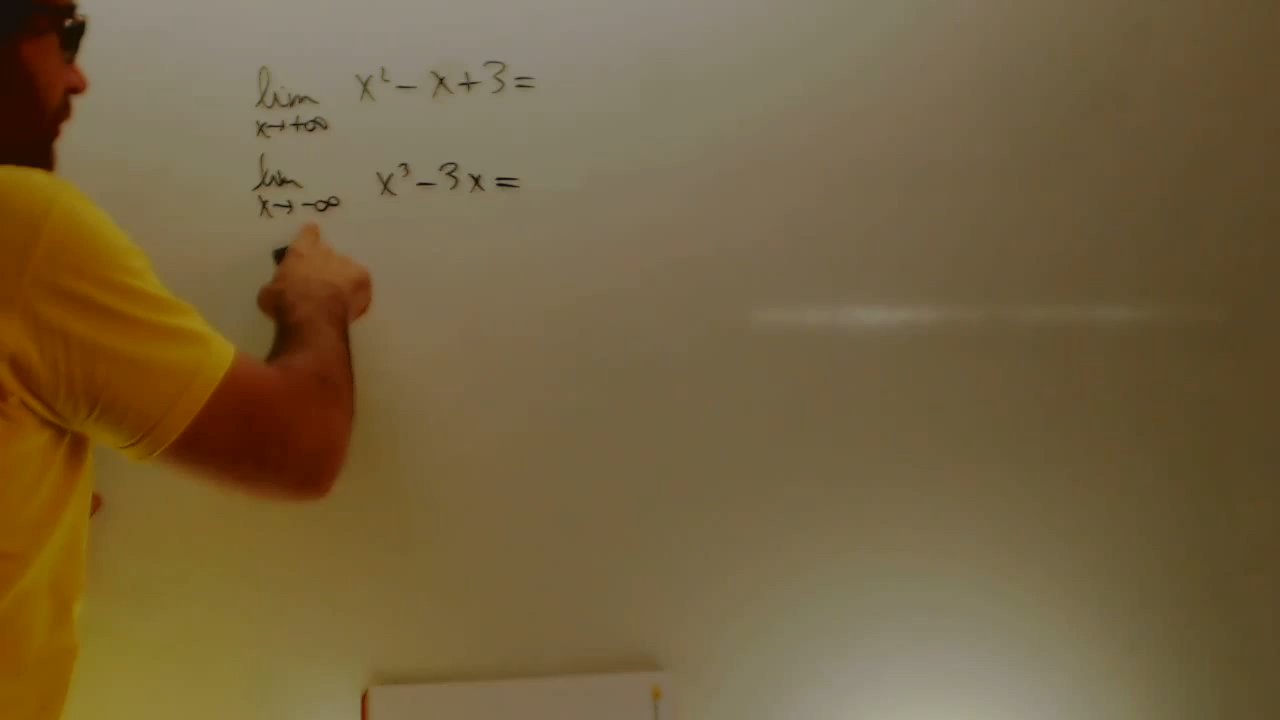 lim x² - x + 3 =
x→+∞
lim x³ - 3x =
x→-∞